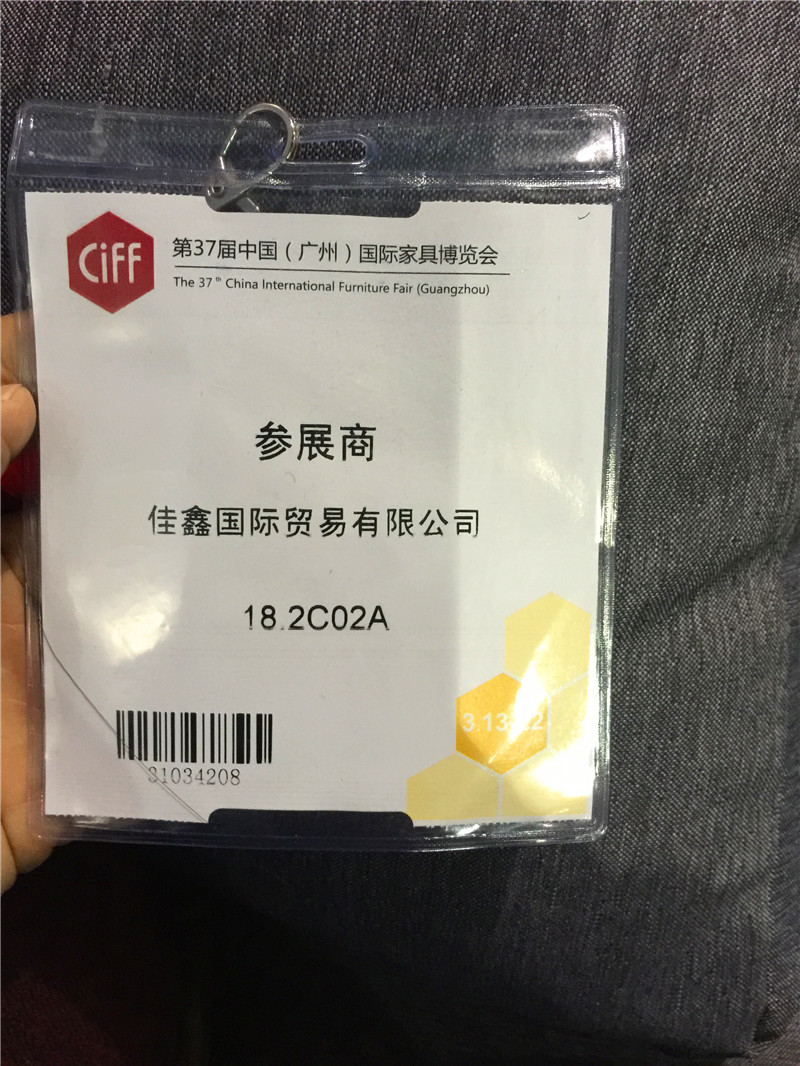 CiFF
第37届中国（广州）国际家具博览会
The 37th China International Furniture Fair (Guangzhou)
参展商
佳鑫国际贸易有限公司
18.2C02A
31034208